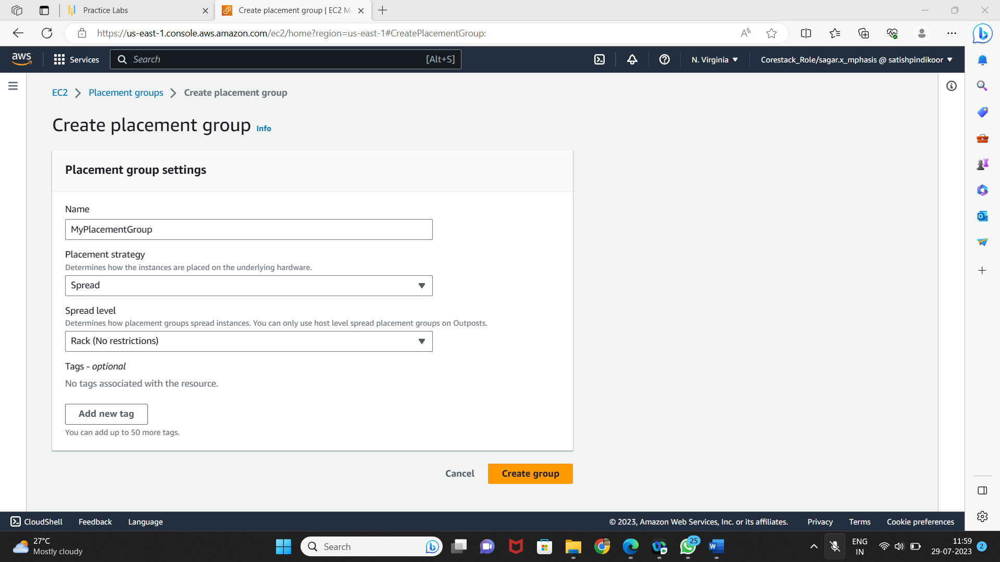 Practice Labs
Create placement group | EC2 M
https://us-east-1.console.aws.amazon.com/ec2/home?region=us-east-1#CreatePlacementGroup:
aws
Services
Search
[Alt+S]
N. Virginia
Corestack_Role/sagar.x_mphasis @ satishpindikoor
EC2
Placement groups
Create placement group
Create placement group Info
Placement group settings
Name
MyPlacementGroup
Placement strategy
Determines how the instances are placed on the underlying hardware.
Spread
Spread level
Determines how placement groups spread instances. You can only use host level spread placement groups on Outposts.
Rack (No restrictions)
Tags - optional
No tags associated with the resource.
Add new tag
You can add up to 50 more tags.
Cancel
Create group
CloudShell
Feedback
Language
© 2023, Amazon Web Services, Inc. or its affiliates.
Privacy
Terms
Cookie preferences
27°C
Mostly cloudy
Search
25
ENG
IN
11:59
29-07-2023
2